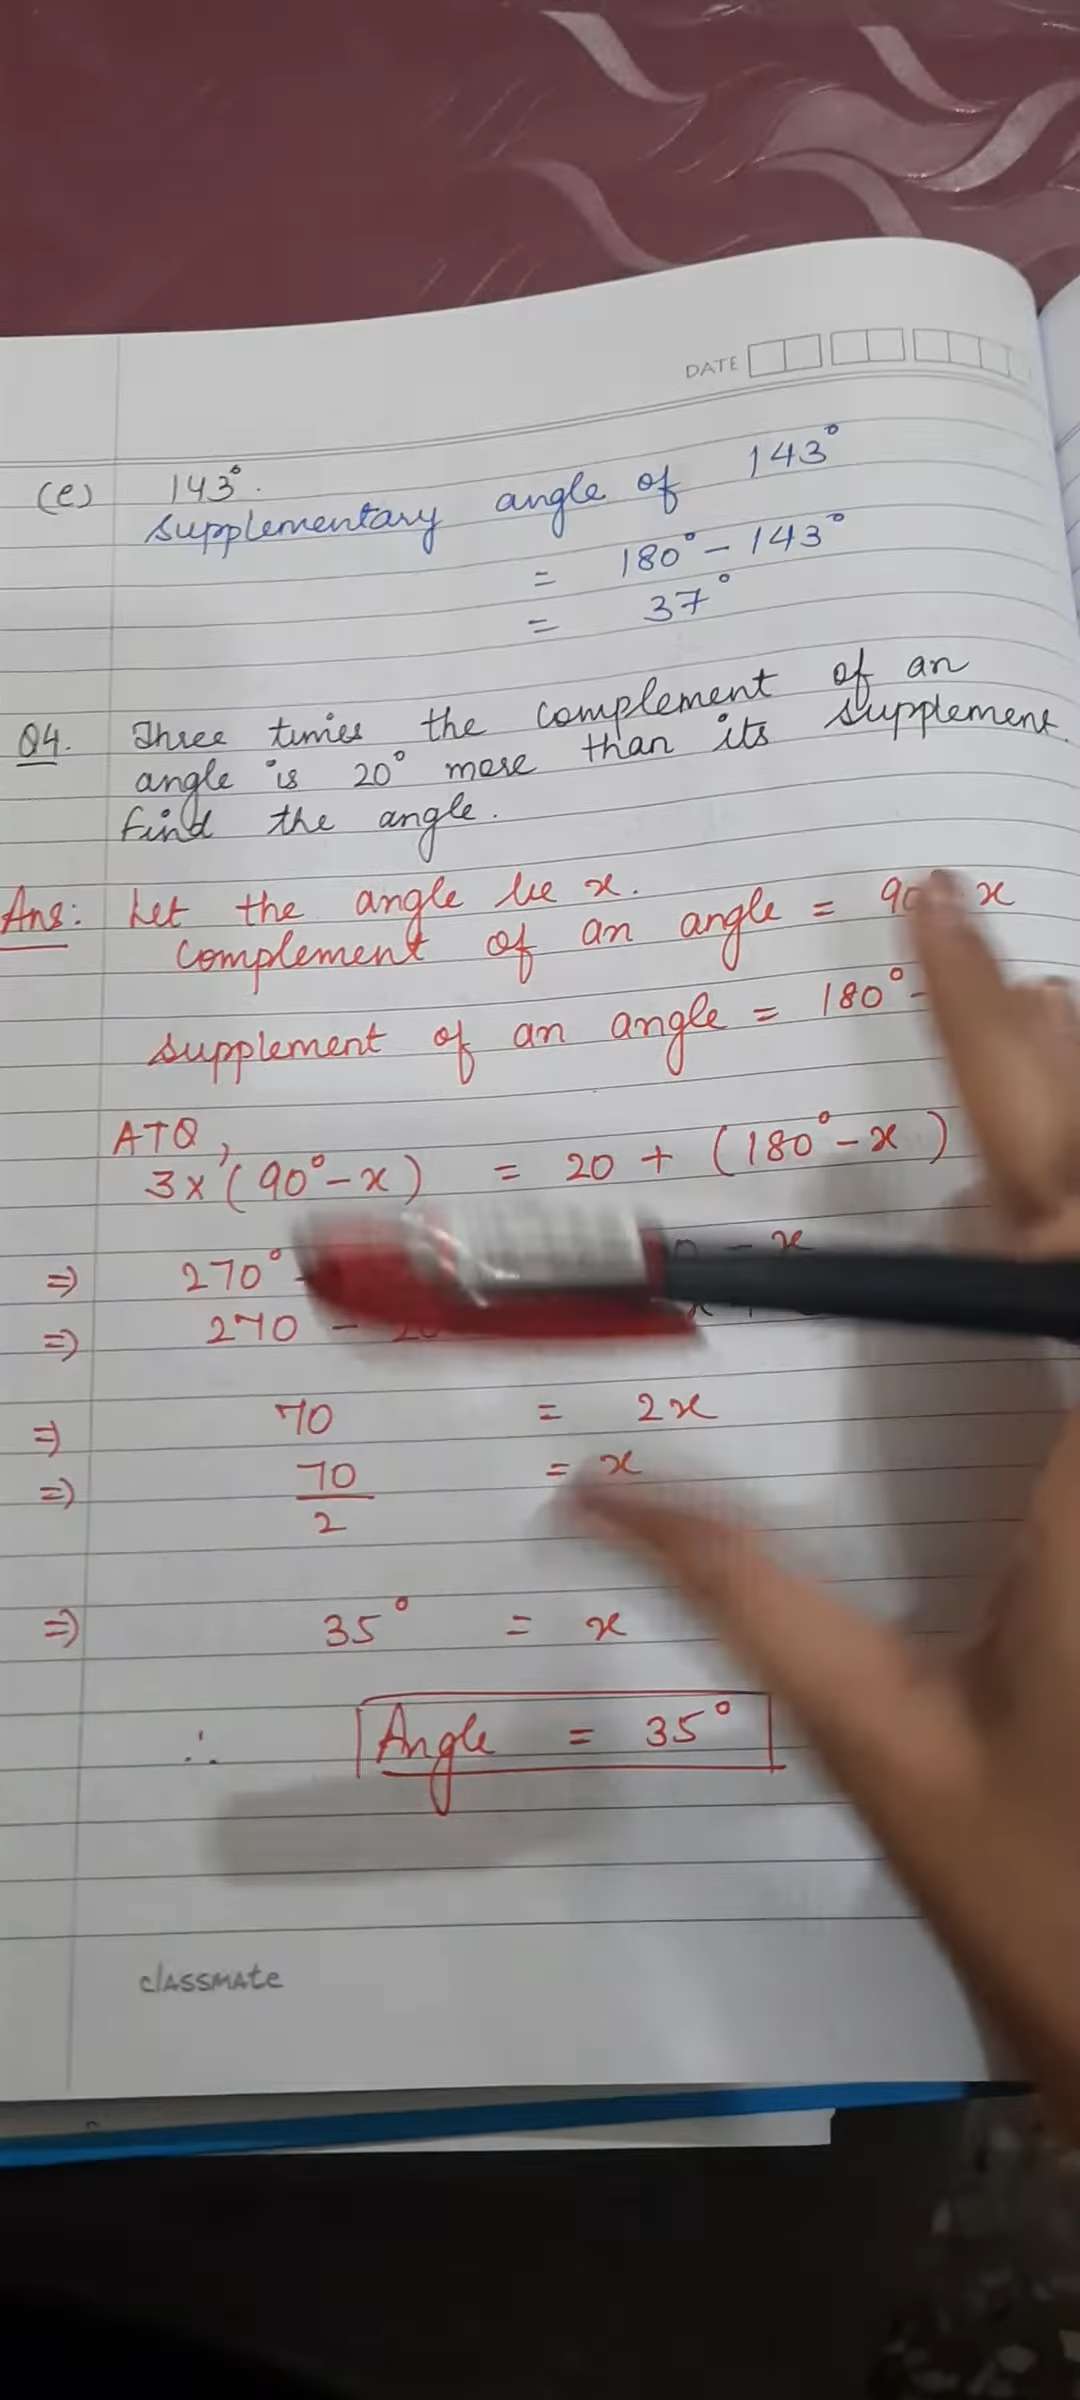 DATE
(e) 143°.
supplementary angle of 143°
= 180° - 143°
= 37°
Q4. Three times the complement of an
angle is 20° more than its supplement.
Find the angle.
Ans: Let the angle be x.
Complement of an angle = 90 x
supplement of an angle = 180° -
ATQ,
3x (90° - x) = 20 + (180° - x)
⇒ 270° - x
⇒ 270 - 20
⇒ 70 = 2x
⇒ 70/2 = x
⇒ 35° = x
∴ Angle = 35°
classmate